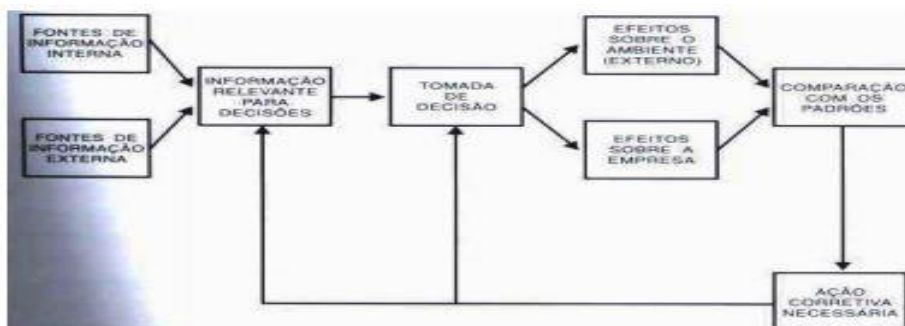 FONTES DE
INFORMAÇÃO
INTERNA
FONTES DE
INFORMAÇÃO
EXTERNA
INFORMAÇÃO
RELEVANTE
PARA
DECISÕES
TOMADA
DE
DECISÃO
EFEITOS
SOBRE O
AMBIENTE
(EXTERNO)
EFEITOS
SOBRE A
EMPRESA
COMPARAÇÃO
COM OS
PADRÕES
AÇÃO
CORRETIVA
NECESSÁRIA